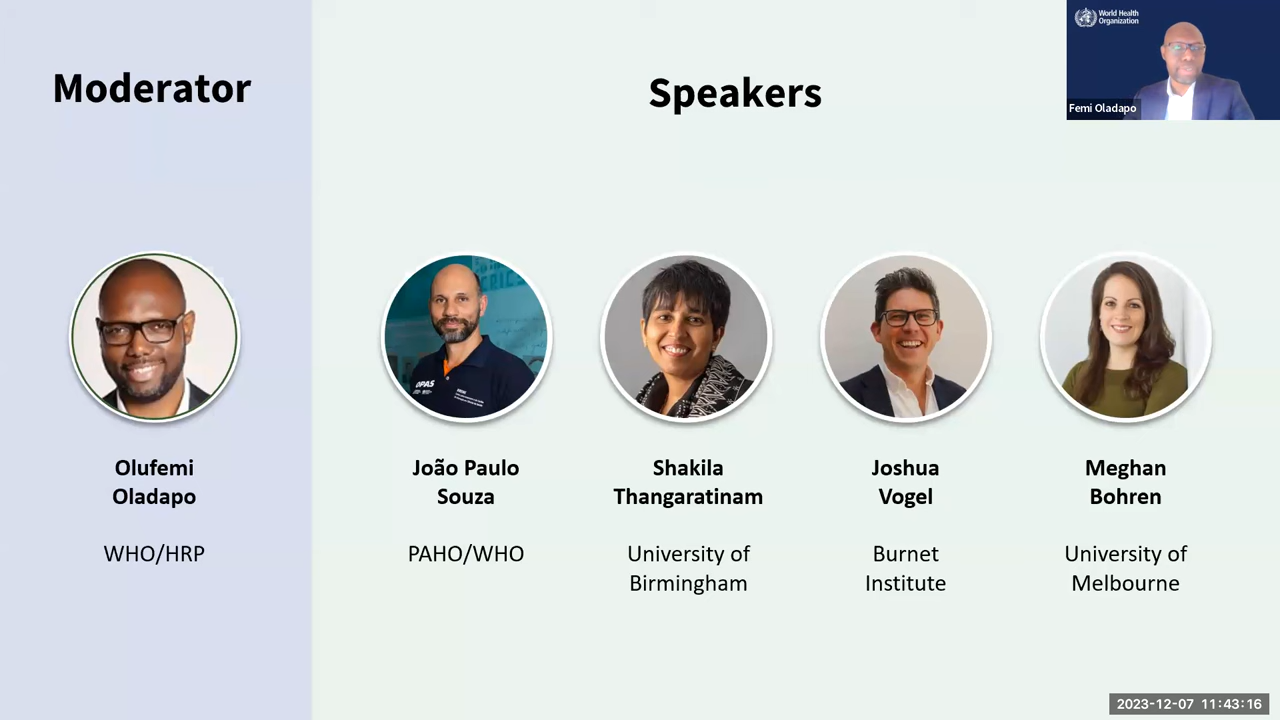 Moderator
Speakers
World Health
Organization
Femi Oladapo
OPAS
Olufemi
Oladapo
WHO/HRP
João Paulo
Souza
PAHO/WHO
Shakila
Thangaratinam
University of
Birmingham
Joshua
Vogel
Burnet
Institute
Meghan
Bohren
University of
Melbourne
2023-12-07 11:43:16